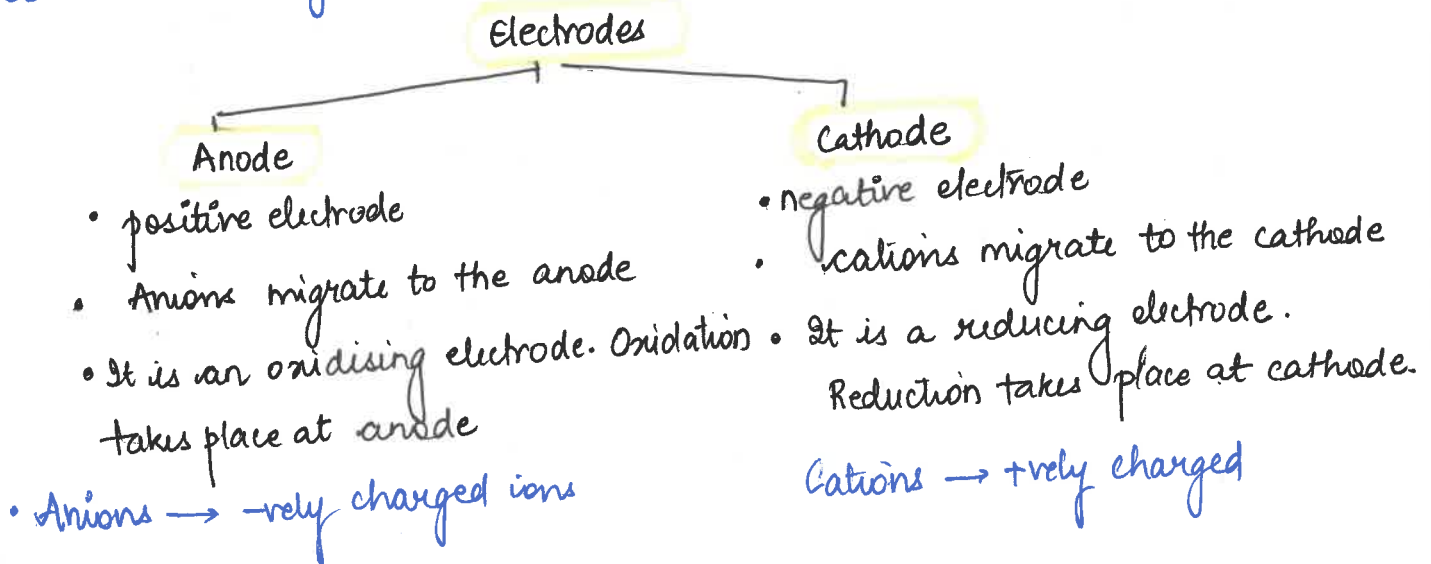 Electrodes
Anode
• positive electrode
• Anions migrate to the anode
• It is an oxidising electrode. Oxidation
takes place at anode
• Anions → -vely charged ions
Cathode
• negative electrode
• cations migrate to the cathode
• It is a reducing electrode.
Reduction takes place at cathode.
Cations → +vely charged